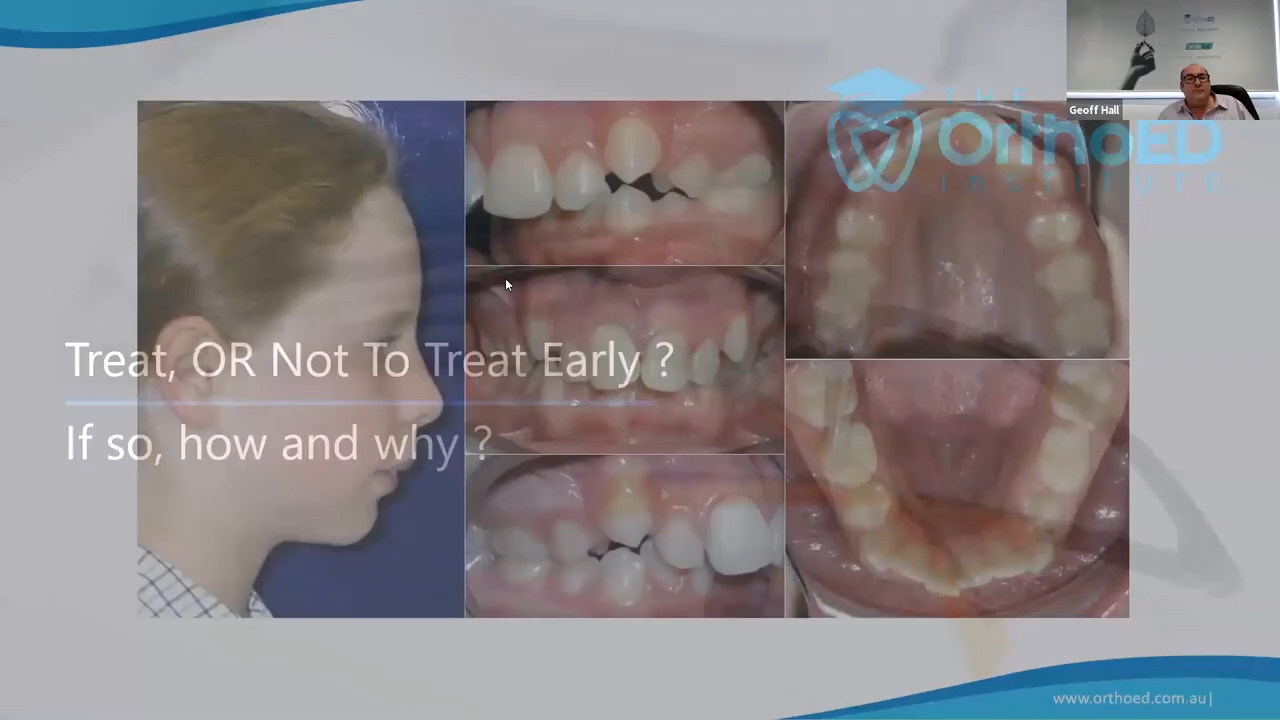 Geoff Hall
THE
OrthoED
INSTITUTE
Treat, OR Not To Treat Early ?
If so, how and why ?
www.orthoed.com.au|